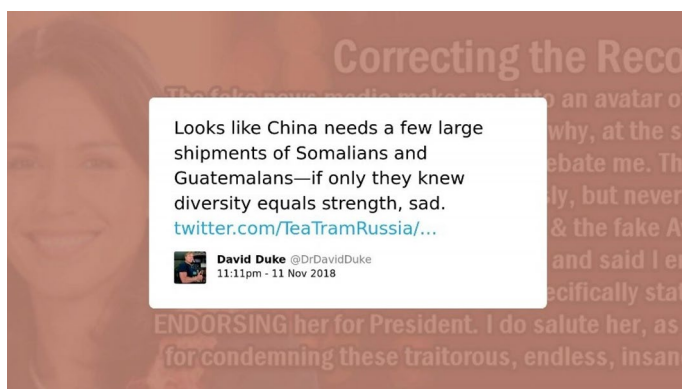 Correcting the Reco
The fake news media makes me into an avatar o
why, at the s
ebate me. Th
ly, but never
& the fake A
and said I e
ecifically stat
ENDORSING her for President. I do salute her, as
for condemning these traitorous, endless, insan
Looks like China needs a few large
shipments of Somalians and
Guatemalans—if only they knew
diversity equals strength, sad.
twitter.com/TeaTramRussia/...
David Duke @DrDavidDuke
11:11pm - 11 Nov 2018